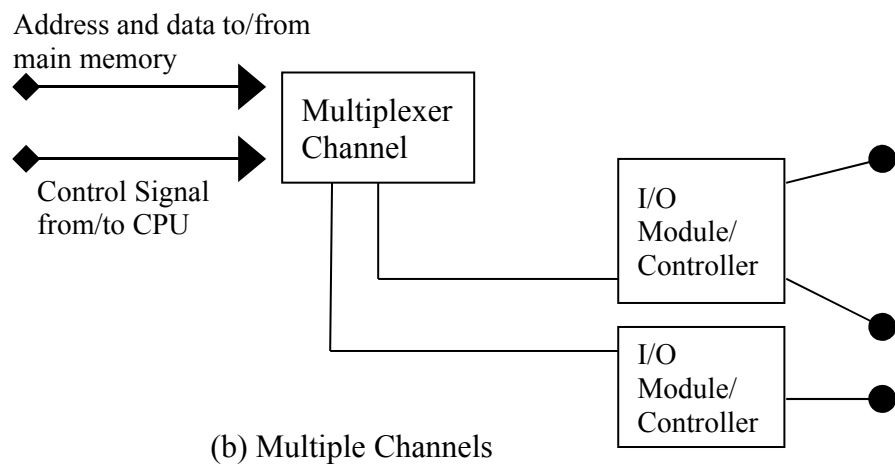 Address and data to/from
main memory
Multiplexer
Channel
Control Signal
from/to CPU
I/O
Module/
Controller
I/O
Module/
Controller
(b) Multiple Channels